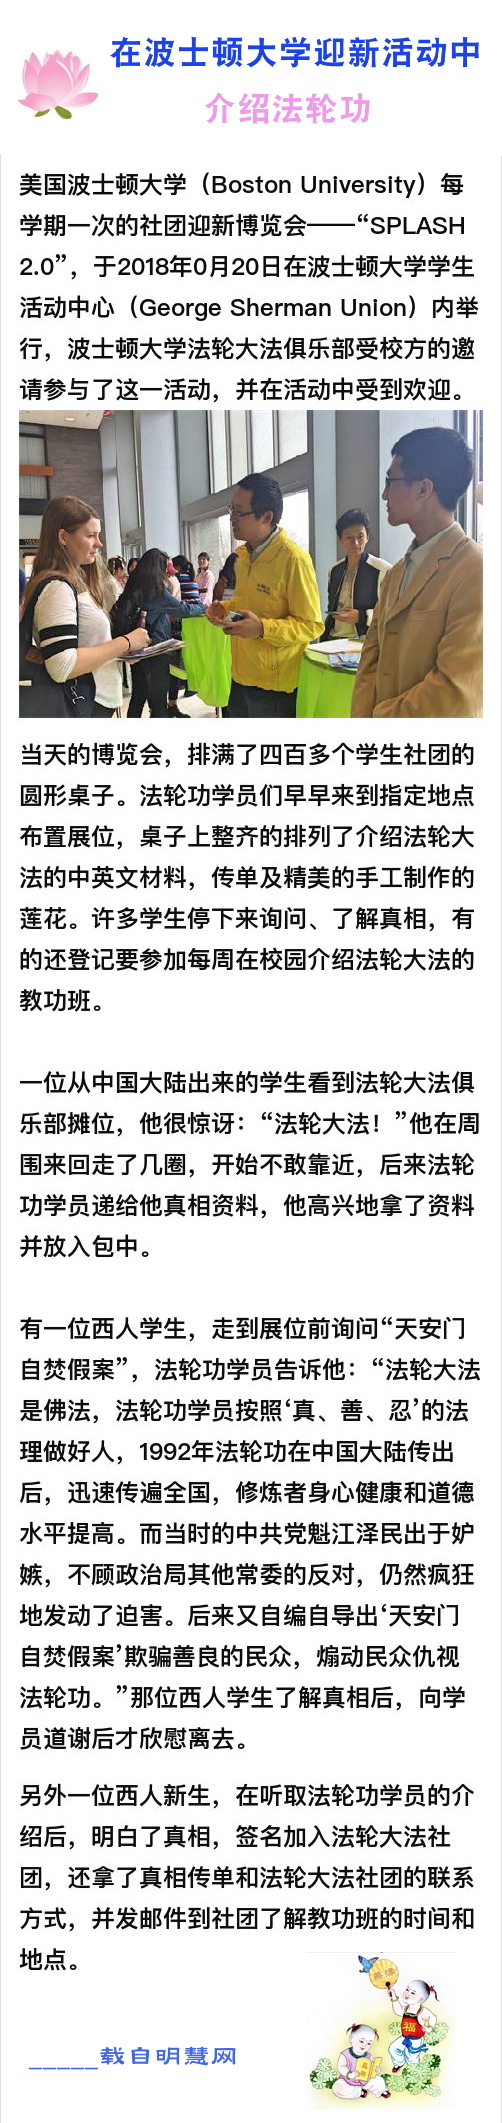 在波士顿大学迎新活动中
介绍法轮功
美国波士顿大学（Boston University）每
学期一次的社团迎新博览会——“SPLASH
2.0”，于2018年0月20日在波士顿大学学生
活动中心（George Sherman Union）内举
行，波士顿大学法轮大法俱乐部受校方的邀
请参与了这一活动，并在活动中受到欢迎。
当天的博览会，排满了四百多个学生社团的
圆形桌子。法轮功学员们早早来到指定地点
布置展位，桌子上整齐的排列了介绍法轮大
法的中英文材料，传单及精美的手工制作的
莲花。许多学生停下来询问、了解真相，有
的还登记要参加每周在校园介绍法轮大法的
教功班。
一位从中国大陆出来的学生看到法轮大法俱
乐部摊位，他很惊讶：“法轮大法！”他在周
围来回走了几圈，开始不敢靠近，后来法轮
功学员递给他真相资料，他高兴地拿了资料
并放入包中。
有一位西人学生，走到展位前询问“天安门
自焚假案”，法轮功学员告诉他：“法轮大法
是佛法，法轮功学员按照‘真、善、忍’的法
理做好人，1992年法轮功在中国大陆传出
后，迅速传遍全国，修炼者身心健康和道德
水平提高。而当时的中共党魁江泽民出于妒
嫉，不顾政治局其他常委的反对，仍然疯狂
地发动了迫害。后来又自编自导出‘天安门
自焚假案’欺骗善良的民众，煽动民众仇视
法轮功。”那位西人学生了解真相后，向学
员道谢后才欣慰离去。
另外一位西人新生，在听取法轮功学员的介
绍后，明白了真相，签名加入法轮大法社
团，还拿了真相传单和法轮大法社团的联系
方式，并发邮件到社团了解教功班的时间和
地点。
福
_____载自明慧网